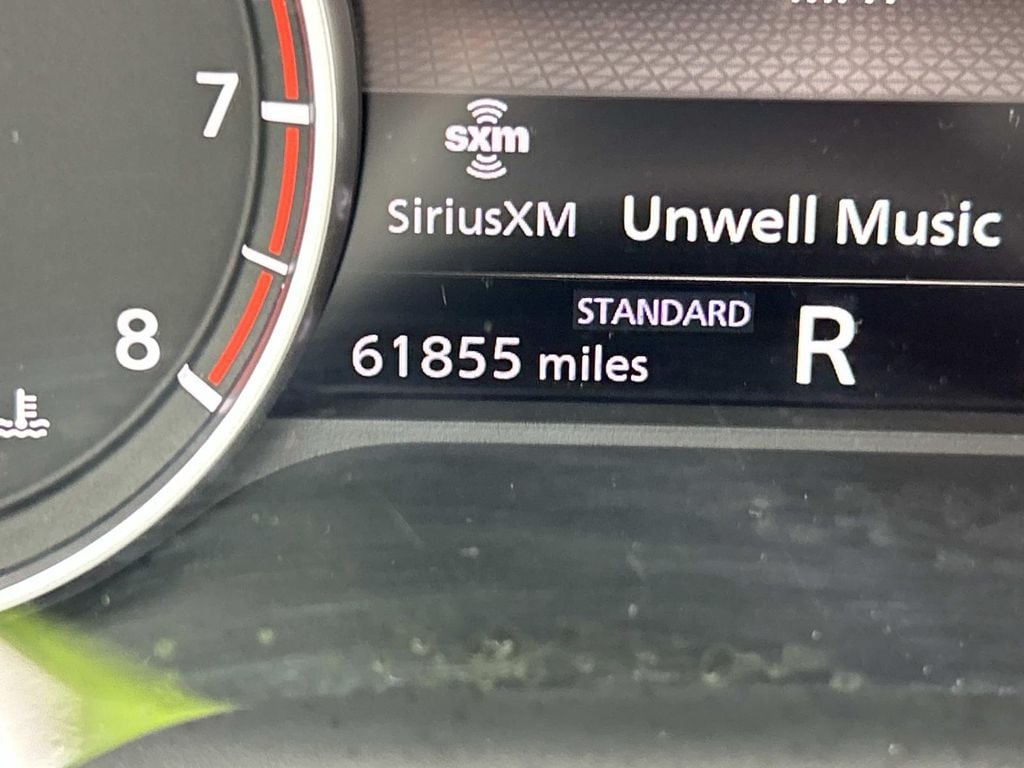 7
sxm
SiriusXM Unwell Music
STANDARD
8
61855 miles
R